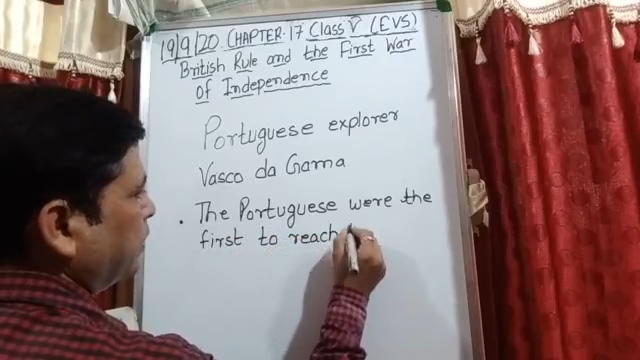 19/9/20 CHAPTER-17 Class V (EVS)
British Rule and the First War
of Independence
Portuguese explorer
Vasco da Gama
• The Portuguese were the
first to reach